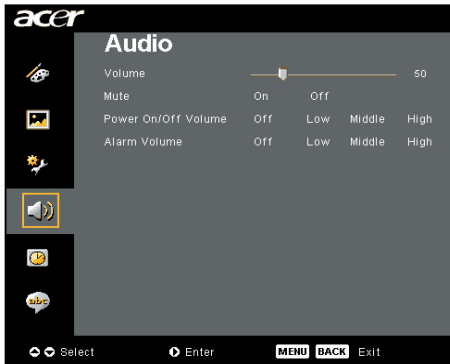 acer
Audio
Volume 50
Mute On Off
Power On/Off Volume Off Low Middle High
Alarm Volume Off Low Middle High
abc
Select Enter MENU BACK Exit